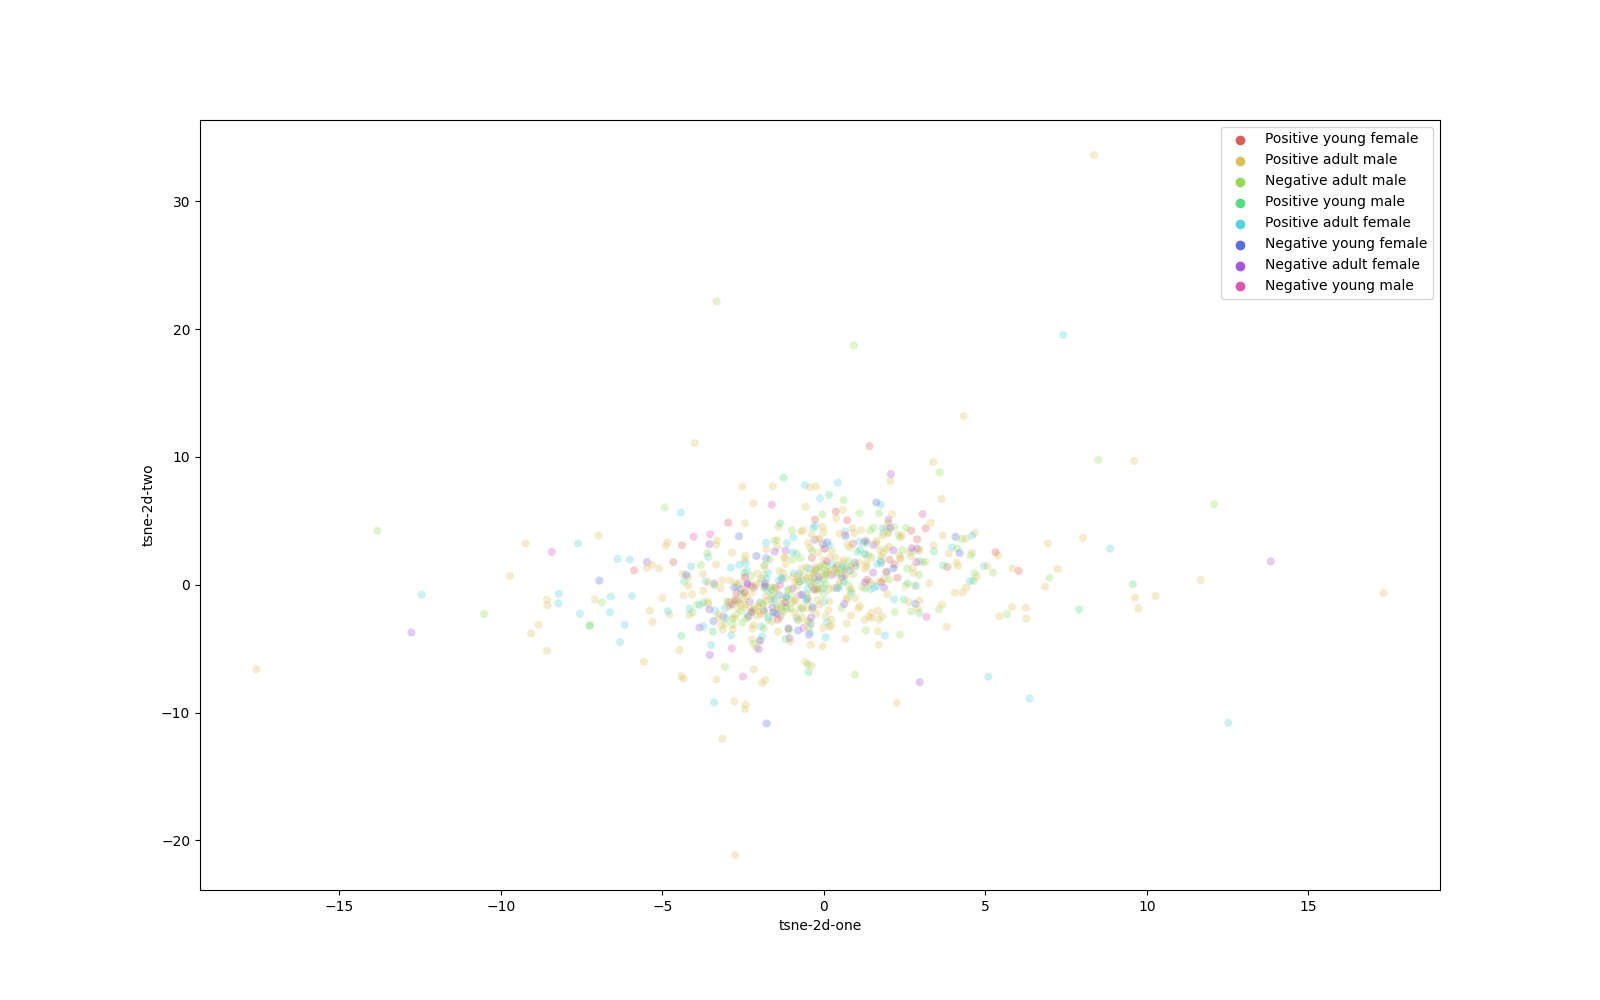 Positive young female
Positive adult male
Negative adult male
Positive young male
Positive adult female
Negative young female
Negative adult female
Negative young male
30
20
10
0
−10
−20
tsne-2d-two
−15
−10
−5
0
5
10
15
tsne-2d-one